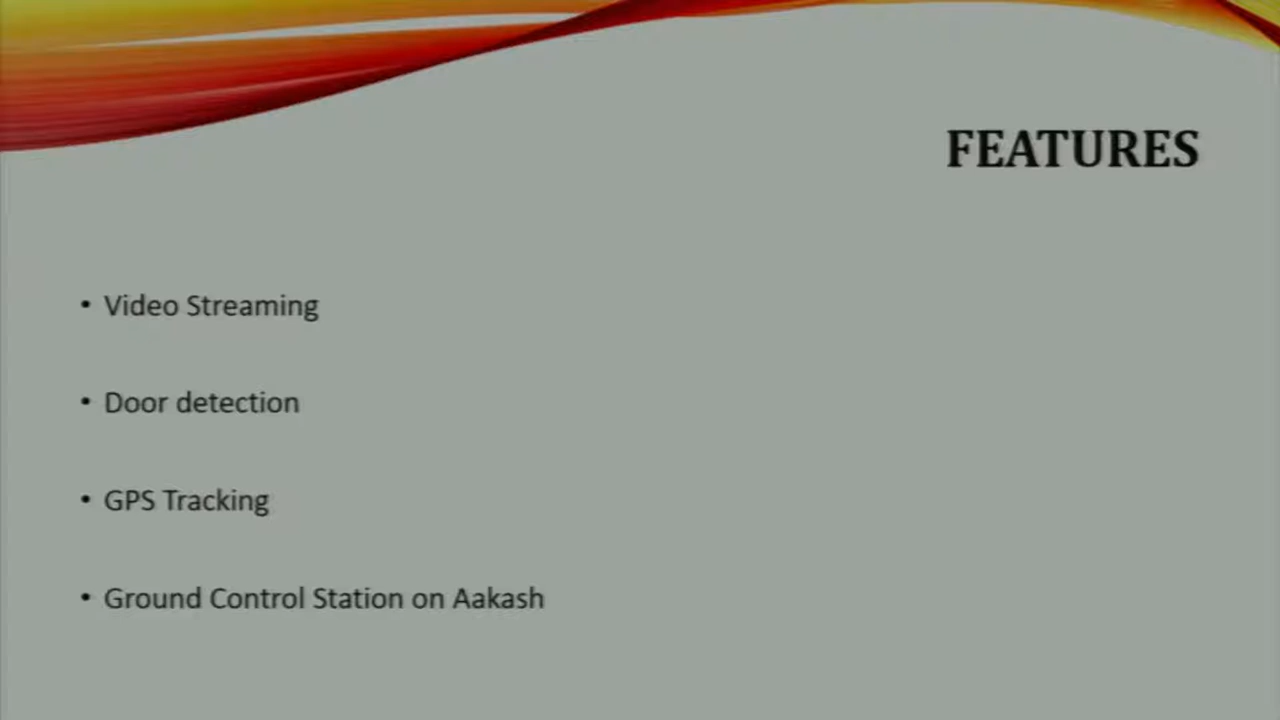 FEATURES
• Video Streaming
• Door detection
• GPS Tracking
• Ground Control Station on Aakash